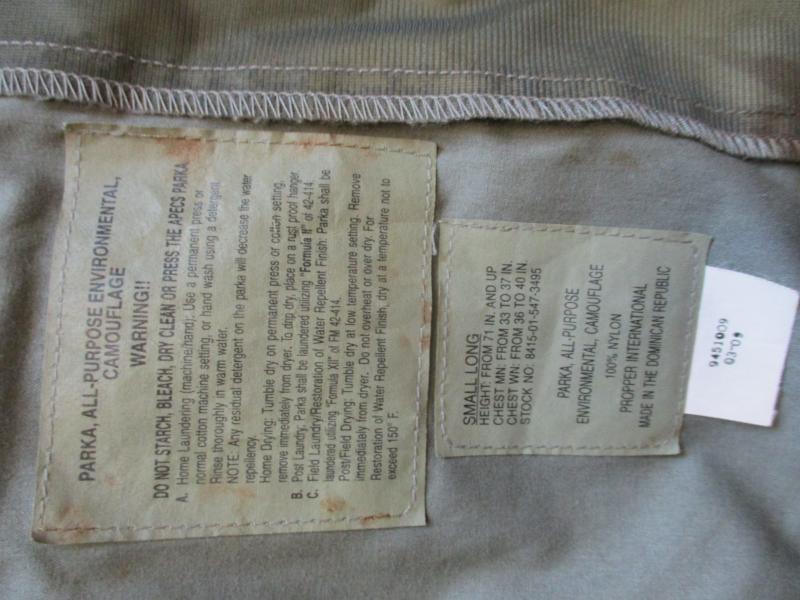 PARKA, ALL-PURPOSE ENVIRONMENTAL,
CAMOUFLAGE
WARNING!!
DO NOT STARCH, BLEACH, DRY CLEAN OR PRESS THE APECS PARKA
A. Home Laundering (machine/hand): Use a permanent press or
normal cotton machine setting, or hand wash using a detergent.
Rinse thoroughly in warm water.
NOTE: Any residual detergent on the parka will decrease the water
repellency.
Home Drying: Tumble dry on permanent press or cotton setting,
remove immediately from dryer. To drip dry, place on a rust proof hanger.
B. Post Laundry, Parka shall be laundered utilizing "Formula II" of 42-414.
C. Field Laundry/Restoration of Water Repellent Finish: Parka shall be
laundered utilizing "Formula XII" of FM 42-414.
Post/Field Drying: Tumble dry at low temperature setting. Remove
immediately from dryer. Do not overheat or over dry. For
Restoration of Water Repellent Finish, dry at a temperature not to
exceed 150° F.
SMALL LONG
HEIGHT: FROM 71 IN. AND UP
CHEST MN: FROM 33 TO 37 IN.
CHEST WN: FROM 36 TO 40 IN.
STOCK NO: 8415-01-547-3495
PARKA, ALL-PURPOSE
ENVIRONMENTAL, CAMOUFLAGE
100% NYLON
PROPPER INTERNATIONAL
MADE IN THE DOMINICAN REPUBLIC
9451009
03-09